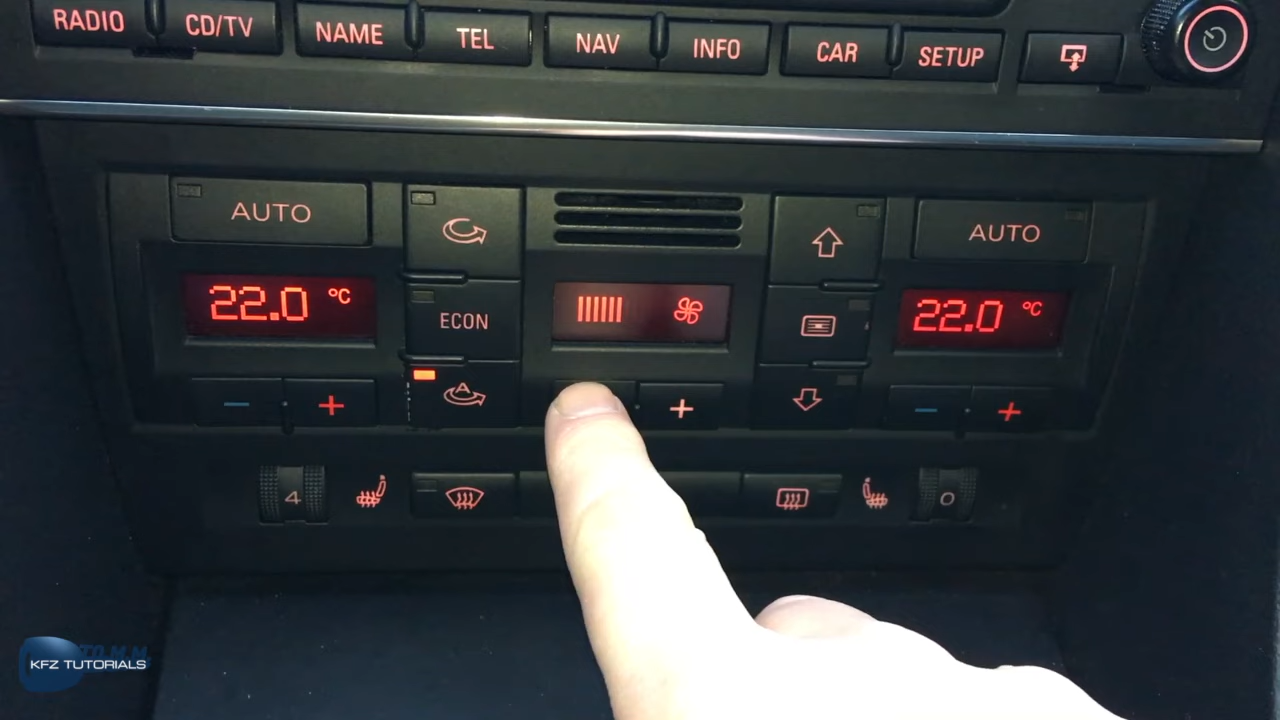 RADIO CD/TV NAME TEL NAV INFO CAR SETUP
AUTO AUTO
22.0 °C 22.0 °C
ECON
A
4 0
TO.M.M
KFZ TUTORIALS